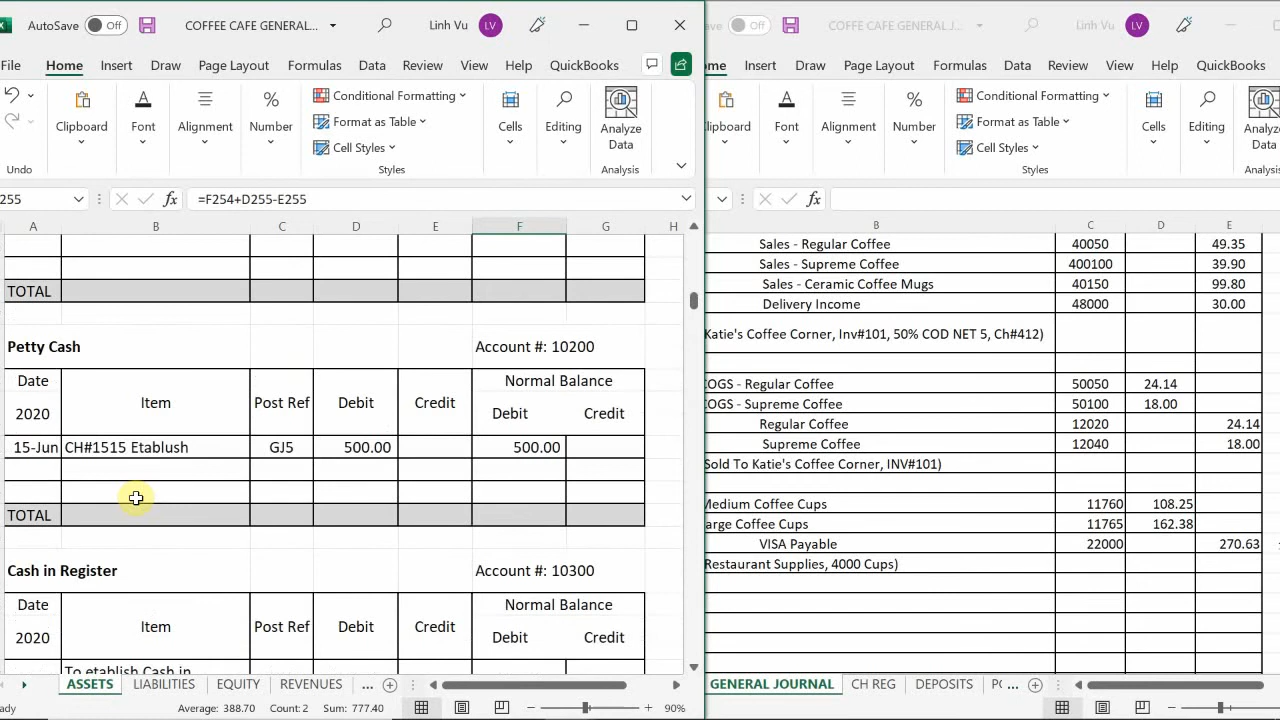 AutoSave Off COFFEE CAFE GENERAL... Linh Vu LV
Off COFFE CAFE GENERAL J... Linh Vu LV
File Home Insert Draw Page Layout Formulas Data Review View Help QuickBooks
Insert Draw Page Layout Formulas Data Review View Help QuickBooks
Clipboard Font Alignment Number Conditional Formatting Format as Table Cell Styles Cells Editing Analyze Data
Undo Styles Analysis
Font Alignment Number Conditional Formatting Format as Table Cell Styles Cells Editing
Styles
255 fx =F254+D255-E255
fx
A B C D E F G H
B C D E
TOTAL
Petty Cash Account #: 10200
Date Normal Balance
Item Post Ref Debit Credit
2020 Debit Credit
15-Jun CH#1515 Etablush GJ5 500.00 500.00
TOTAL
Cash in Register Account #: 10300
Date Normal Balance
Item Post Ref Debit Credit
2020 Debit Credit
To etablish Cash in
Sales - Regular Coffee 40050 49.35
Sales - Supreme Coffee 400100 39.90
Sales - Ceramic Coffee Mugs 40150 99.80
Delivery Income 48000 30.00
Katie's Coffee Corner, Inv#101, 50% COD NET 5, Ch#412)
COGS - Regular Coffee 50050 24.14
COGS - Supreme Coffee 50100 18.00
Regular Coffee 12020 24.14
Supreme Coffee 12040 18.00
Sold To Katie's Coffee Corner, INV#101)
Medium Coffee Cups 11760 108.25
arge Coffee Cups 11765 162.38
VISA Payable 22000 270.63
Restaurant Supplies, 4000 Cups)
ASSETS LIABILITIES EQUITY REVENUES ...
GENERAL JOURNAL CH REG DEPOSITS ...
Average: 388.70 Count: 2 Sum: 777.40 90%